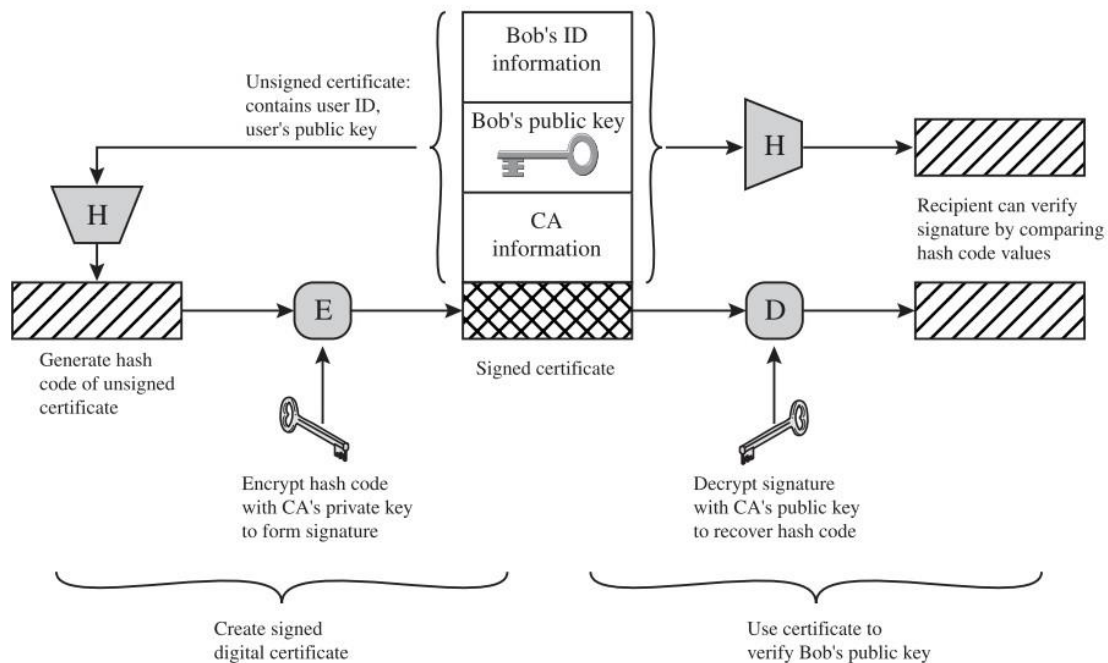 Bob's ID
information
Unsigned certificate:
contains user ID,
user's public key
Bob's public key
H
H
CA
information
Recipient can verify
signature by comparing
hash code values
E
D
Generate hash
code of unsigned
certificate
Signed certificate
Encrypt hash code
with CA's private key
to form signature
Decrypt signature
with CA's public key
to recover hash code
Create signed
digital certificate
Use certificate to
verify Bob's public key